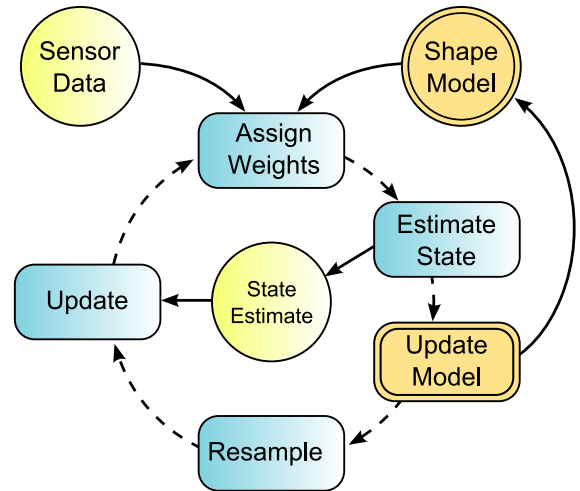 Sensor
Data
Shape
Model
Assign
Weights
Estimate
State
State
Estimate
Update
Update
Model
Resample